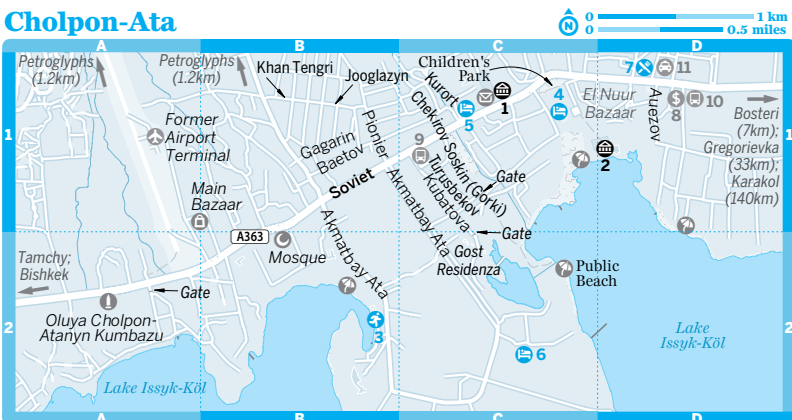 Cholpon-Ata
N
0 1 km
0 0.5 miles
A B C D
Petroglyphs
(1.2km)
Petroglyphs
(1.2km)
Khan Tengri
Jooglazyn
Children's
Park
Kurort
1
4
5
7
11
El Nuur
Bazaar
Auezov
8
10
Bosteri
(7km);
Gregorievka
(33km);
Karakol
(140km)
1
1
Former
Airport
Terminal
Gagarin
Baetov
Pionier
Chekirov
Soskin (Gorki)
9
Turusbekov
Kubatova
Soviet
Gate
2
Main
Bazaar
Akmatbay Ata
Gate
A363
Mosque
Akmatbay Ata
Gost
Residenza
Tamchy;
Bishkek
Gate
Public
Beach
Oluya Cholpon-
Atanyn Kumbazu
3
6
2
2
Lake
Issyk-Köl
Lake Issyk-Köl
A B C D